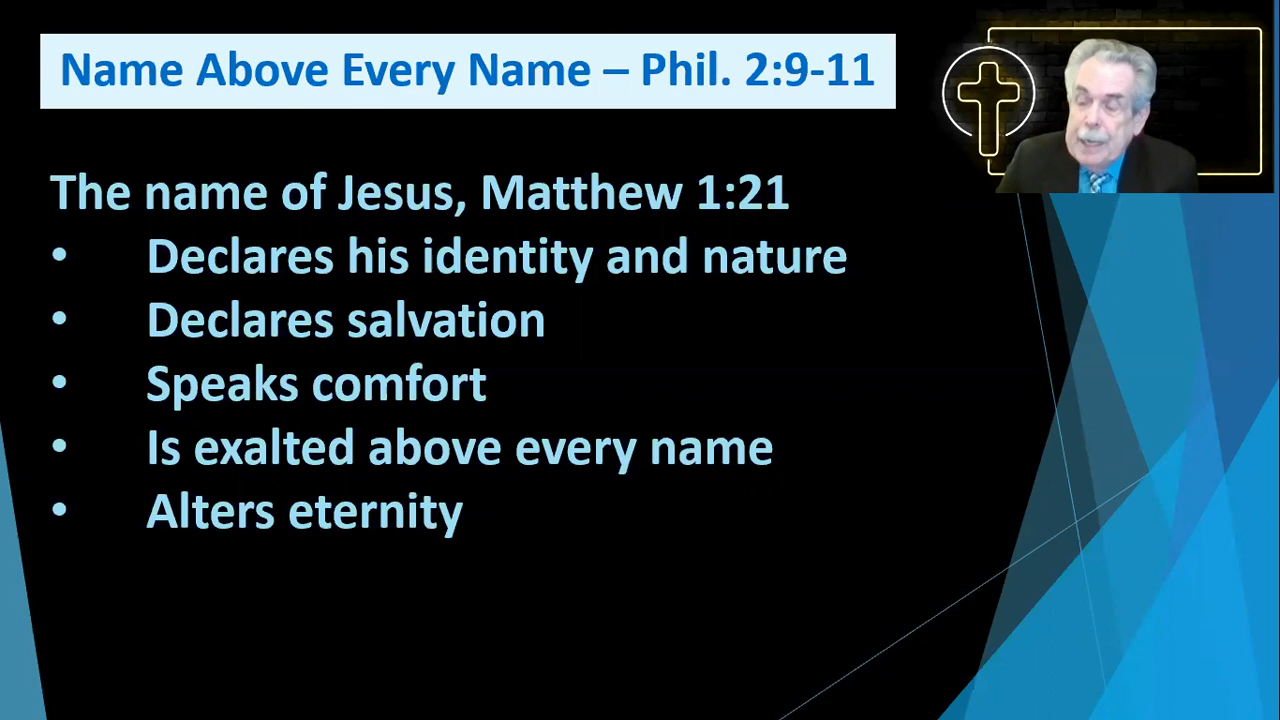 Name Above Every Name – Phil. 2:9-11
The name of Jesus, Matthew 1:21
• Declares his identity and nature
• Declares salvation
• Speaks comfort
• Is exalted above every name
• Alters eternity